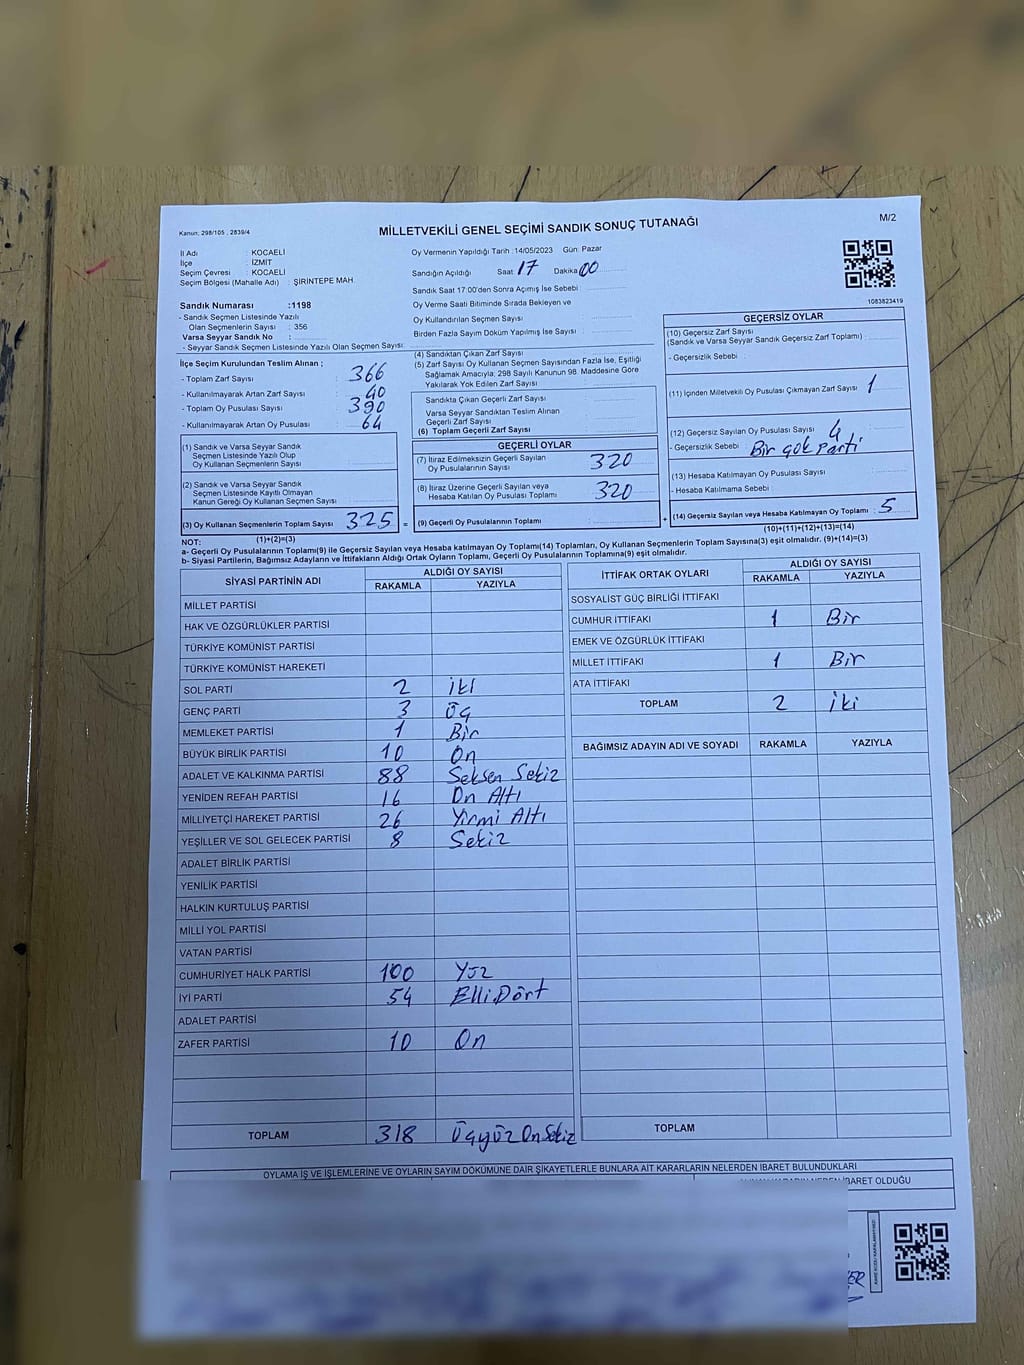 Kanun; 298/105 , 2839/4
MİLLETVEKİLİ GENEL SEÇİMİ SANDIK SONUÇ TUTANAĞI
M/2
İl Adı : KOCAELİ
İlçe : İZMİT
Seçim Çevresi : KOCAELİ
Seçim Bölgesi (Mahalle Adı) : ŞİRİNTEPE MAH.
Sandık Numarası :1198
- Sandık Seçmen Listesinde Yazılı
Olan Seçmenlerin Sayısı : 356
Varsa Seyyar Sandık No :
- Seyyar Sandık Seçmen Listesinde Yazılı Olan Seçmen Sayısı:
Oy Vermenin Yapıldığı Tarih : 14/05/2023 Gün: Pazar
Sandığın Açıldığı Saat: 17 Dakika 00
Sandık Saat 17:00'den Sonra Açımış İse Sebebi :
Oy Verme Saati Bitiminde Sırada Bekleyen ve
Oy Kullandırılan Seçmen Sayısı :
Birden Fazla Sayım Döküm Yapılmış İse Sayısı :
1083823419
İlçe Seçim Kurulundan Teslim Alınan ;
- Toplam Zarf Sayısı : 366
- Kullanılmayarak Artan Zarf Sayısı : 40
- Toplam Oy Pusulası Sayısı : 390
- Kullanılmayarak Artan Oy Pusulası : 64
(1) Sandık ve Varsa Seyyar Sandık
Seçmen Listesinde Yazılı Olup
Oy Kullanan Seçmenlerin Sayısı :
(2) Sandık ve Varsa Seyyar Sandık
Seçmen Listesinde Kayıtlı Olmayan
Kanun Gereği Oy Kullanan Seçmen Sayısı :
(3) Oy Kullanan Seçmenlerin Toplam Sayısı : 325 =
(1)+(2)=(3)
(4) Sandıktan Çıkan Zarf Sayısı :
(5) Zarf Sayısı Oy Kullanan Seçmen Sayısından Fazla İse, Eşitliği
Sağlamak Amacıyla; 298 Sayılı Kanunun 98. Maddesine Göre
Yakılarak Yok Edilen Zarf Sayısı :
Sandıkta Çıkan Geçerli Zarf Sayısı :
Varsa Seyyar Sandıktan Teslim Alınan
Geçerli Zarf Sayısı :
(6) Toplam Geçerli Zarf Sayısı :
GEÇERLİ OYLAR
(7) İtiraz Edilmeksizin Geçerli Sayılan
Oy Pusulalarının Sayısı : 320
(8) İtiraz Üzerine Geçerli Sayılan veya
Hesaba Katılan Oy Pusulası Toplamı : 320
(9) Geçerli Oy Pusulalarının Toplamı : +
GEÇERSİZ OYLAR
(10) Geçersiz Zarf Sayısı
(Sandık ve Varsa Seyyar Sandık Geçersiz Zarf Toplamı) :
- Geçersizlik Sebebi :
(11) İçinden Milletvekili Oy Pusulası Çıkmayan Zarf Sayısı : 1
(12) Geçersiz Sayılan Oy Pusulası Sayısı : 4
- Geçersizlik Sebebi : Bir çok parti
(13) Hesaba Katılmayan Oy Pusulası Sayısı :
- Hesaba Katılmama Sebebi :
(14) Geçersiz Sayılan veya Hesaba Katılmayan Oy Toplamı : 5
(10)+(11)+(12)+(13)=(14)
NOT:
a- Geçerli Oy Pusulalarının Toplamı(9) ile Geçersiz Sayılan veya Hesaba katılmayan Oy Toplamı(14) Toplamları, Oy Kullanan Seçmenlerin Toplam Sayısına(3) eşit olmalıdır. (9)+(14)=(3)
b- Siyasi Partilerin, Bağımsız Adayların ve İttifakların Aldığı Ortak Oyların Toplamı, Geçerli Oy Pusulalarının Toplamına(9) eşit olmalıdır.
SİYASİ PARTİNİN ADI ALDIĞI OY SAYISI
RAKAMLA YAZIYLA
MİLLET PARTİSİ
HAK VE ÖZGÜRLÜKLER PARTİSİ
TÜRKİYE KOMÜNİST PARTİSİ
TÜRKİYE KOMÜNİST HAREKETİ
SOL PARTİ 2 iki
GENÇ PARTİ 3 Üç
MEMLEKET PARTİSİ 1 Bir
BÜYÜK BİRLİK PARTİSİ 10 On
ADALET VE KALKINMA PARTİSİ 88 Seksen Sekiz
YENİDEN REFAH PARTİSİ 16 On Altı
MİLLİYETÇİ HAREKET PARTİSİ 26 Yirmi Altı
YEŞİLLER VE SOL GELECEK PARTİSİ 8 Sekiz
ADALET BİRLİK PARTİSİ
YENİLİK PARTİSİ
HALKIN KURTULUŞ PARTİSİ
MİLLİ YOL PARTİSİ
VATAN PARTİSİ
CUMHURİYET HALK PARTİSİ 100 Yüz
İYİ PARTİ 54 Elli Dört
ADALET PARTİSİ
ZAFER PARTİSİ 10 On
TOPLAM 318 Üçyüz On Sekiz
İTTİFAK ORTAK OYLARI ALDIĞI OY SAYISI
RAKAMLA YAZIYLA
SOSYALİST GÜÇ BİRLİĞİ İTTİFAKI
CUMHUR İTTİFAKI 1 Bir
EMEK VE ÖZGÜRLÜK İTTİFAKI
MİLLET İTTİFAKI 1 Bir
ATA İTTİFAKI
TOPLAM 2 iki
BAĞIMSIZ ADAYIN ADI VE SOYADI RAKAMLA YAZIYLA
TOPLAM
OYLAMA İŞ VE İŞLEMLERİNE VE OYLARIN SAYIM DÖKÜMÜNE DAİR ŞİKAYETLERLE BUNLARA AİT KARARLARIN NELERDEN İBARET BULUNDUKLARI
İBARET OLDUĞU